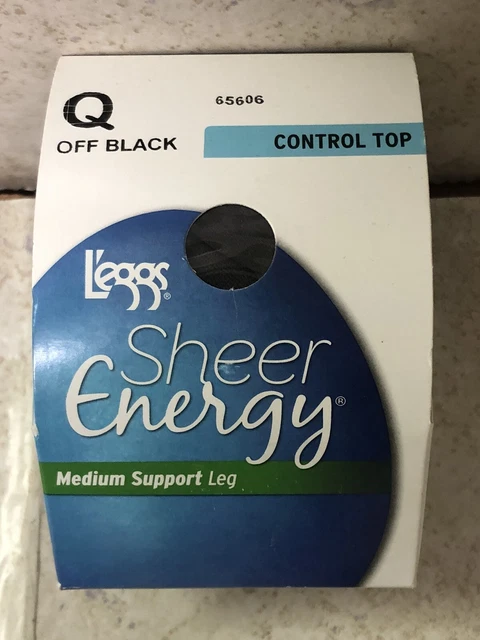 Q
65606
OFF BLACK
CONTROL TOP
L'eggs®
Sheer
Energy®
Medium Support Leg